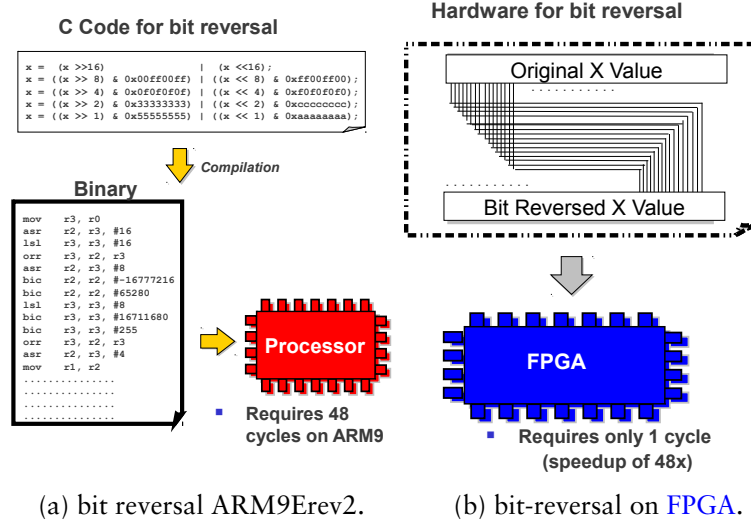 C Code for bit reversal
x = (x >>16) | (x <<16);
x = ((x >> 8) & 0x00ff00ff) | ((x << 8) & 0xff00ff00);
x = ((x >> 4) & 0x0f0f0f0f) | ((x << 4) & 0xf0f0f0f0);
x = ((x >> 2) & 0x33333333) | ((x << 2) & 0xcccccccc);
x = ((x >> 1) & 0x55555555) | ((x << 1) & 0xaaaaaaaa);
Compilation
Binary
mov r3, r0
asr r2, r3, #16
lsl r3, r3, #16
orr r3, r2, r3
asr r2, r3, #8
bic r2, r2, #-16777216
bic r2, r2, #65280
lsl r3, r3, #8
bic r3, r3, #16711680
bic r3, r3, #255
orr r3, r2, r3
asr r2, r3, #4
mov r1, r2
...............
...............
...............
...............
Processor
▪ Requires 48
cycles on ARM9
(a) bit reversal ARM9Erev2.
Hardware for bit reversal
Original X Value
. . . . . . . . . . .
. . . . . . . . . . .
Bit Reversed X Value
FPGA
▪ Requires only 1 cycle
(speedup of 48x)
(b) bit-reversal on FPGA.